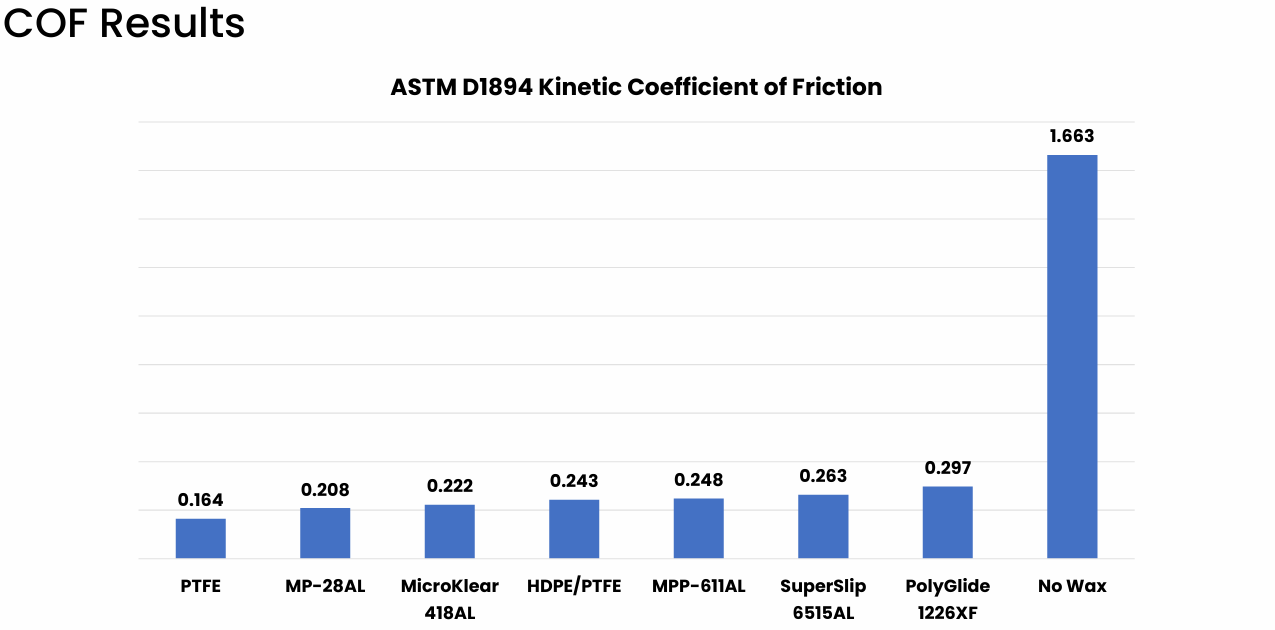 COF Results
ASTM D1894 Kinetic Coefficient of Friction
1.663
0.164
0.208
0.222
0.243
0.248
0.263
0.297
PTFE
MP-28AL
MicroKlear
418AL
HDPE/PTFE
MPP-611AL
SuperSlip
6515AL
PolyGlide
1226XF
No Wax